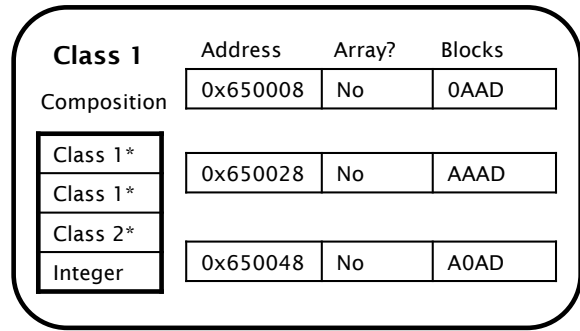 Class 1 Address Array? Blocks
0x650008 No 0AAD
Composition
Class 1*
0x650028 No AAAD
Class 1*
Class 2*
0x650048 No A0AD
Integer